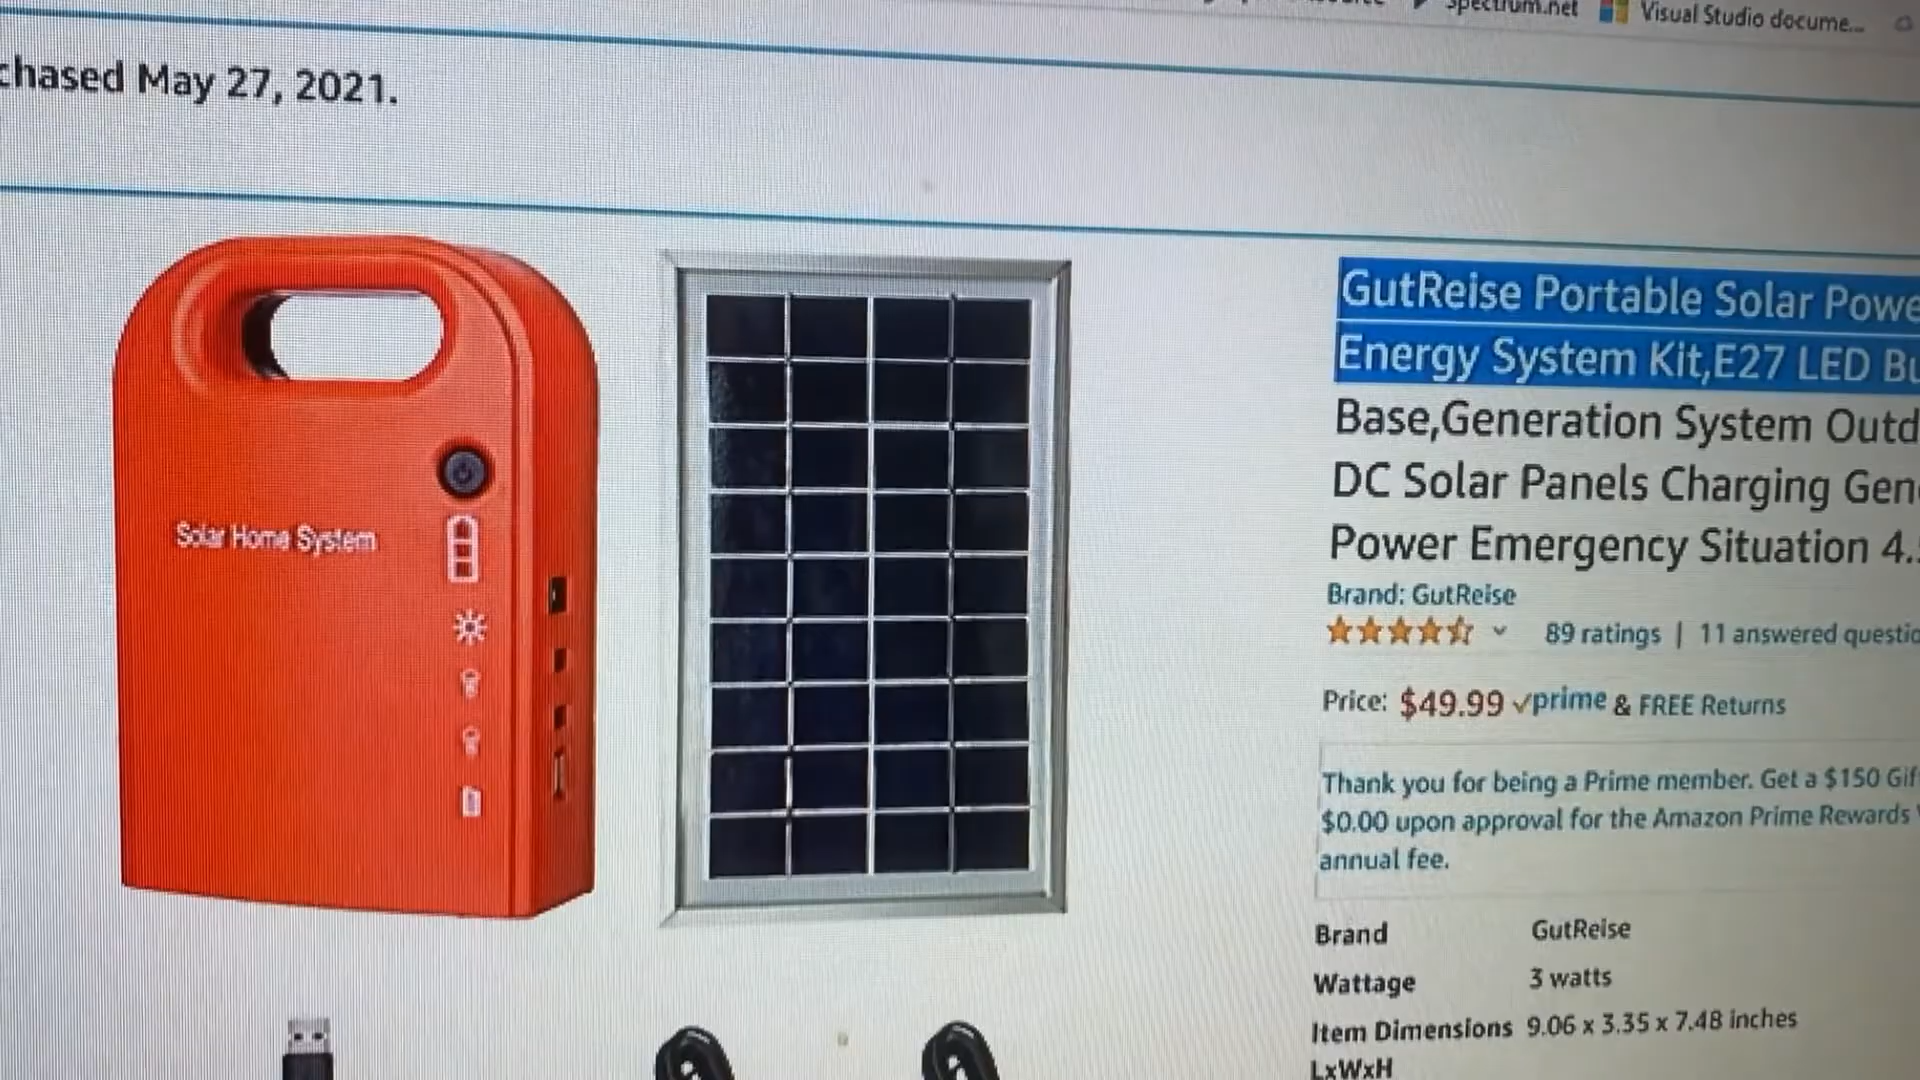 Spectrum.net
Visual Studio docume...
chased May 27, 2021.
Solar Home System
GutReise Portable Solar Powe
Energy System Kit,E27 LED Bu
Base,Generation System Outd
DC Solar Panels Charging Gen
Power Emergency Situation 4.
Brand: GutReise
89 ratings | 11 answered questio
Price: $49.99 prime & FREE Returns
Thank you for being a Prime member. Get a $150 Gif
$0.00 upon approval for the Amazon Prime Rewards
annual fee.
Brand GutReise
Wattage 3 watts
Item Dimensions 9.06 x 3.35 x 7.48 inches
LxWxH